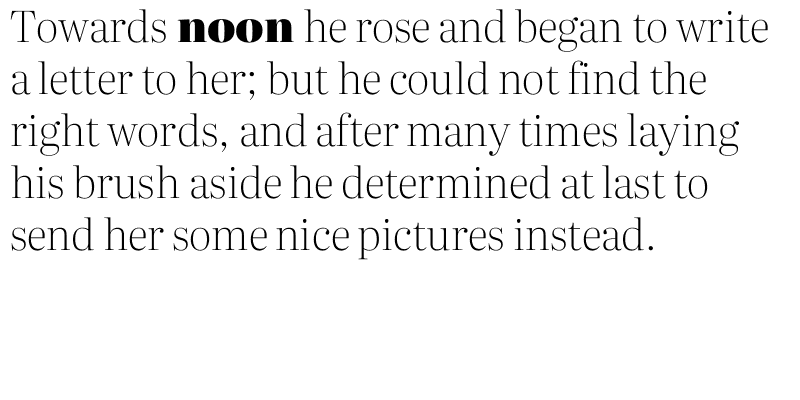 Towards noon he rose and began to write
a letter to her; but he could not find the
right words, and after many times laying
his brush aside he determined at last to
send her some nice pictures instead.